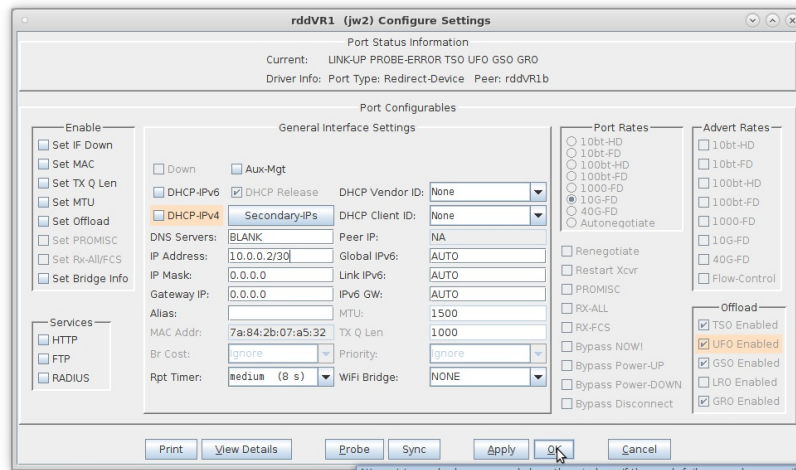 rddVR1 (jw2) Configure Settings
Port Status Information
Current: LINK-UP PROBE-ERROR TSO UFO GSO GRO
Driver Info: Port Type: Redirect-Device Peer: rddVR1b
Port Configurables
Enable
Set IF Down
Set MAC
Set TX Q Len
Set MTU
Set Offload
Set PROMISC
Set Rx-All/FCS
Set Bridge Info
Services
HTTP
FTP
RADIUS
General Interface Settings
Down Aux-Mgt
DHCP-IPv6 DHCP Release DHCP Vendor ID: None
DHCP-IPv4 Secondary-IPs DHCP Client ID: None
DNS Servers: BLANK Peer IP: NA
IP Address: 10.0.0.2/30 Global IPv6: AUTO
IP Mask: 0.0.0.0 Link IPv6: AUTO
Gateway IP: 0.0.0.0 IPv6 GW: AUTO
Alias: MTU: 1500
MAC Addr: 7a:84:2b:07:a5:32 TX Q Len 1000
Br Cost: Ignore Priority: Ignore
Rpt Timer: medium (8 s) WiFi Bridge: NONE
Port Rates
10bt-HD
10bt-FD
100bt-HD
100bt-FD
1000-FD
10G-FD
40G-FD
Autonegotiate
Renegotiate
Restart Xcvr
PROMISC
RX-ALL
RX-FCS
Bypass NOW!
Bypass Power-UP
Bypass Power-DOWN
Bypass Disconnect
Advert Rates
10bt-HD
10bt-FD
100bt-HD
100bt-FD
1000-FD
10G-FD
40G-FD
Flow-Control
Offload
TSO Enabled
UFO Enabled
GSO Enabled
LRO Enabled
GRO Enabled
Print View Details Probe Sync Apply OK Cancel